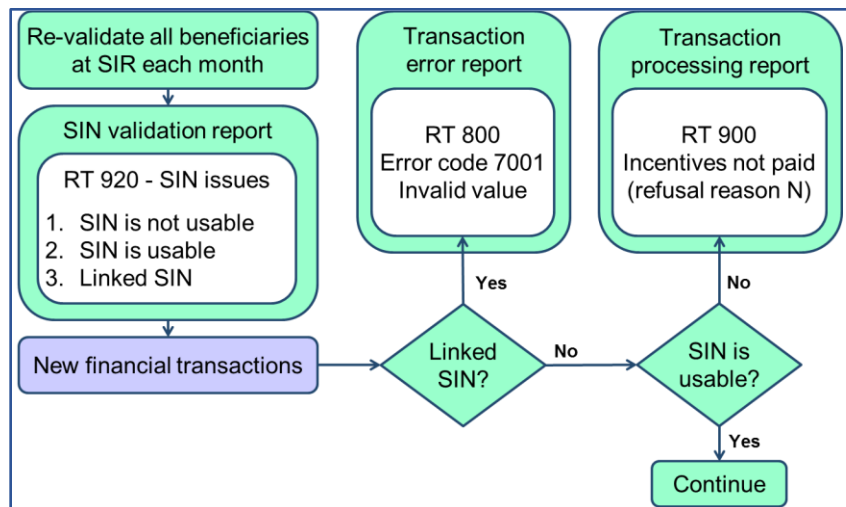 Re-validate all beneficiaries
at SIR each month
SIN validation report
RT 920 - SIN issues
1. SIN is not usable
2. SIN is usable
3. Linked SIN
New financial transactions
Transaction
error report
RT 800
Error code 7001
Invalid value
Yes
Linked
SIN?
No
Transaction
processing report
RT 900
Incentives not paid
(refusal reason N)
No
SIN is
usable?
Yes
Continue